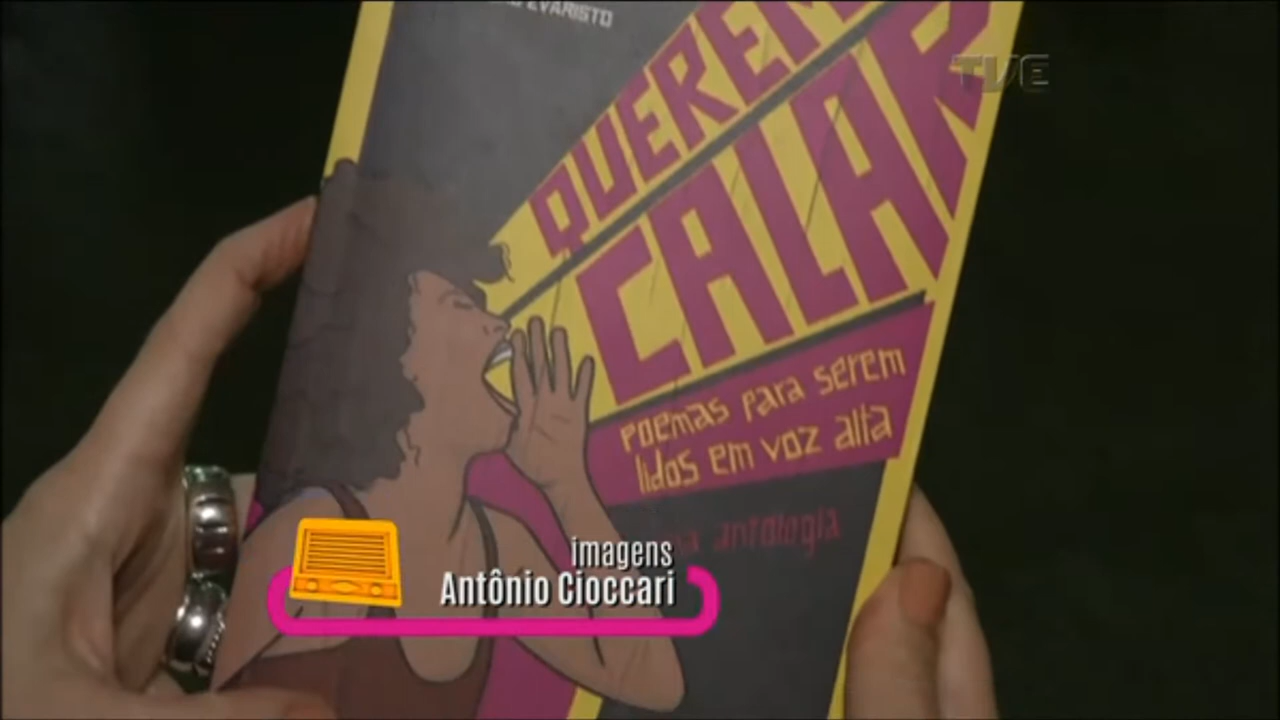 EVARISTO
TVE
QUEREM
CALAR
poemas para serem
lidos em voz alta
antologia
imagens
Antônio Cioccari